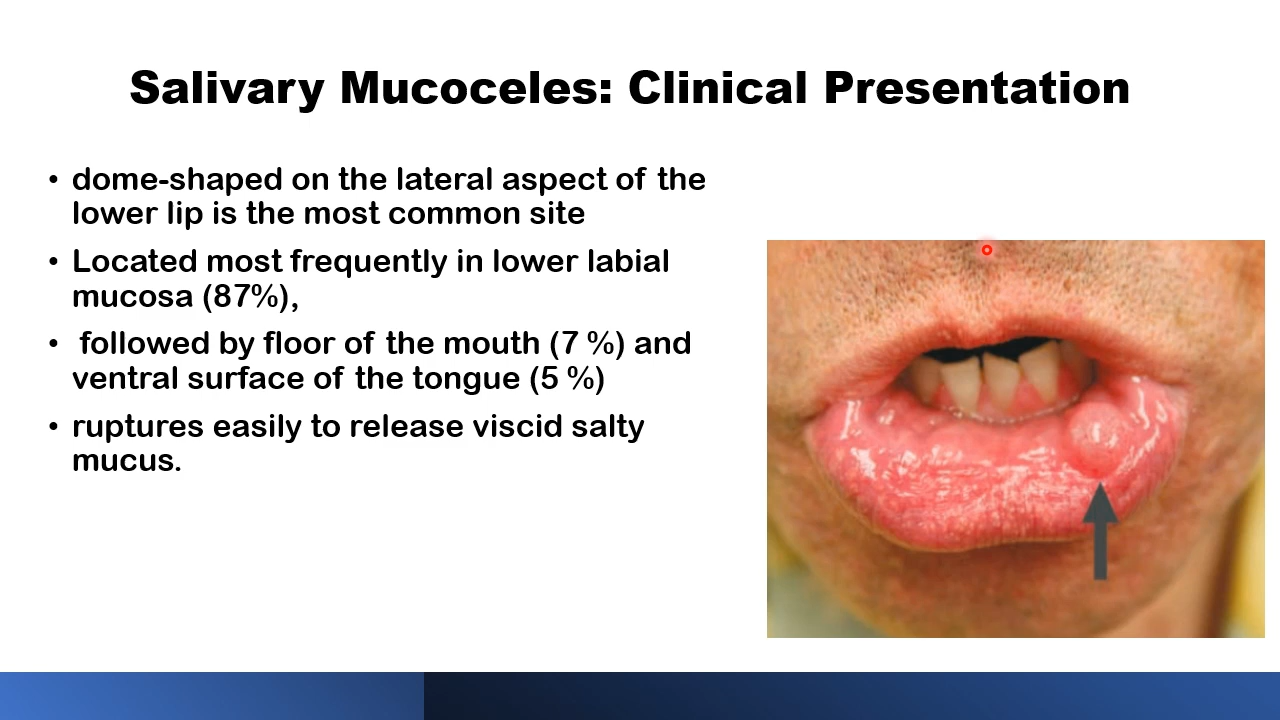 Salivary Mucoceles: Clinical Presentation
• dome-shaped on the lateral aspect of the
lower lip is the most common site
• Located most frequently in lower labial
mucosa (87%),
• followed by floor of the mouth (7 %) and
ventral surface of the tongue (5 %)
• ruptures easily to release viscid salty
mucus.